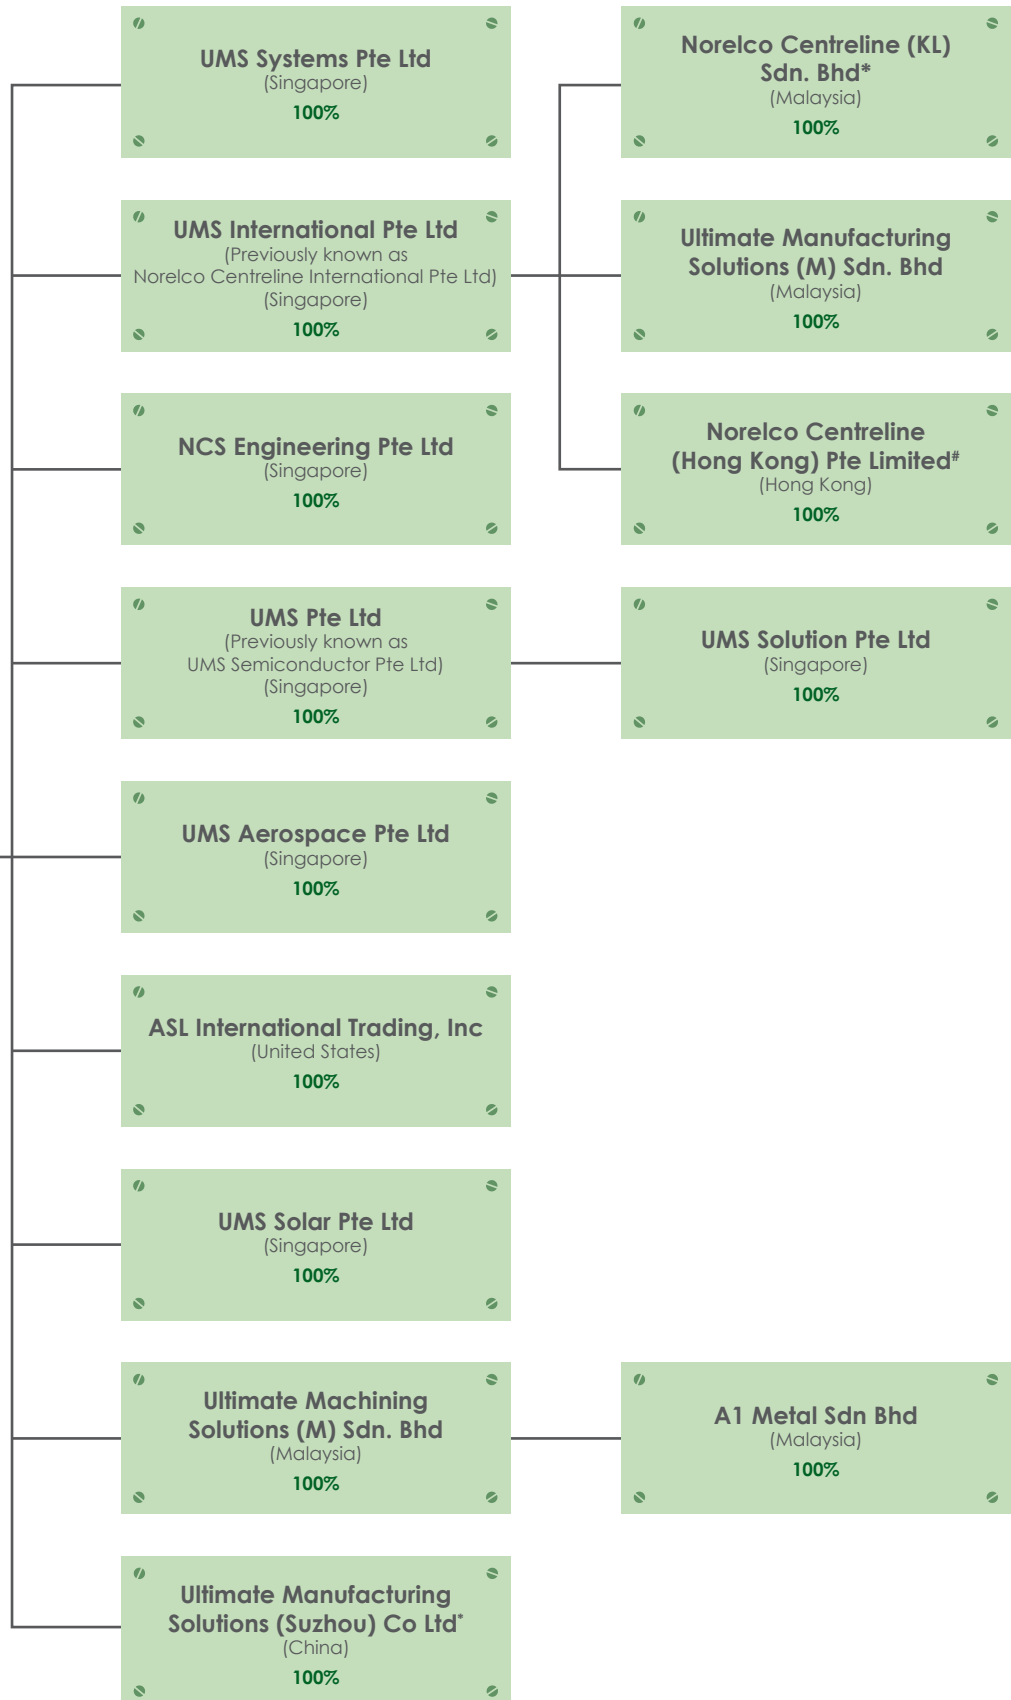 UMS Systems Pte Ltd
(Singapore)
100%
UMS International Pte Ltd
(Previously known as
Norelco Centreline International Pte Ltd)
(Singapore)
100%
Norelco Centreline (KL)
Sdn. Bhd*
(Malaysia)
100%
Ultimate Manufacturing
Solutions (M) Sdn. Bhd
(Malaysia)
100%
Norelco Centreline
(Hong Kong) Pte Limited#
(Hong Kong)
100%
NCS Engineering Pte Ltd
(Singapore)
100%
UMS Pte Ltd
(Previously known as
UMS Semiconductor Pte Ltd)
(Singapore)
100%
UMS Solution Pte Ltd
(Singapore)
100%
UMS Aerospace Pte Ltd
(Singapore)
100%
ASL International Trading, Inc
(United States)
100%
UMS Solar Pte Ltd
(Singapore)
100%
Ultimate Machining
Solutions (M) Sdn. Bhd
(Malaysia)
100%
A1 Metal Sdn Bhd
(Malaysia)
100%
Ultimate Manufacturing
Solutions (Suzhou) Co Ltd*
(China)
100%